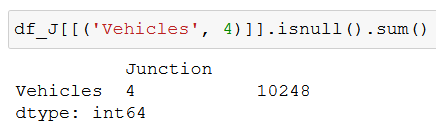 df_J[[('Vehicles', 4)]].isnull().sum()
Junction
Vehicles 4 10248
dtype: int64